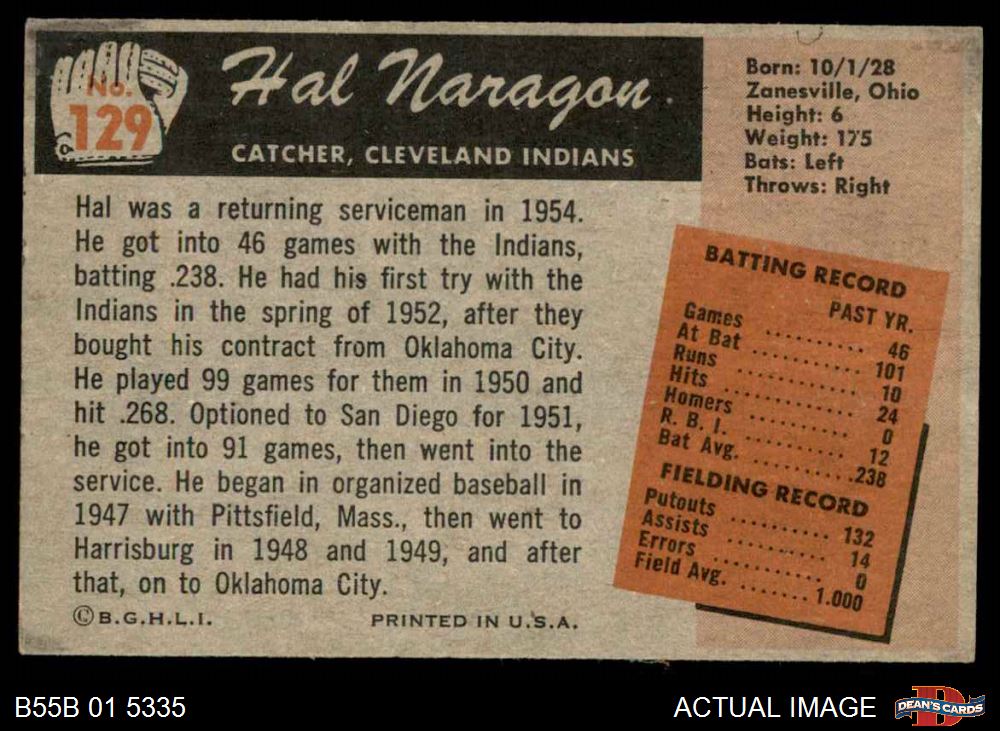 No.
129
Hal Naragon
CATCHER, CLEVELAND INDIANS
Born: 10/1/28
Zanesville, Ohio
Height: 6
Weight: 175
Bats: Left
Throws: Right
Hal was a returning serviceman in 1954.
He got into 46 games with the Indians,
batting .238. He had his first try with the
Indians in the spring of 1952, after they
bought his contract from Oklahoma City.
He played 99 games for them in 1950 and
hit .268. Optioned to San Diego for 1951,
he got into 91 games, then went into the
service. He began in organized baseball in
1947 with Pittsfield, Mass., then went to
Harrisburg in 1948 and 1949, and after
that, on to Oklahoma City.
©B.G.H.L.I. PRINTED IN U.S.A.
BATTING RECORD
PAST YR.
Games .......... 46
At Bat .......... 101
Runs .......... 10
Hits .......... 24
Homers .......... 0
R. B. I. .......... 12
Bat Avg. .......... .238
FIELDING RECORD
Putouts .......... 132
Assists .......... 14
Errors .......... 0
Field Avg. .......... 1.000
B55B 01 5335
ACTUAL IMAGE
D
DEAN'S CARDS